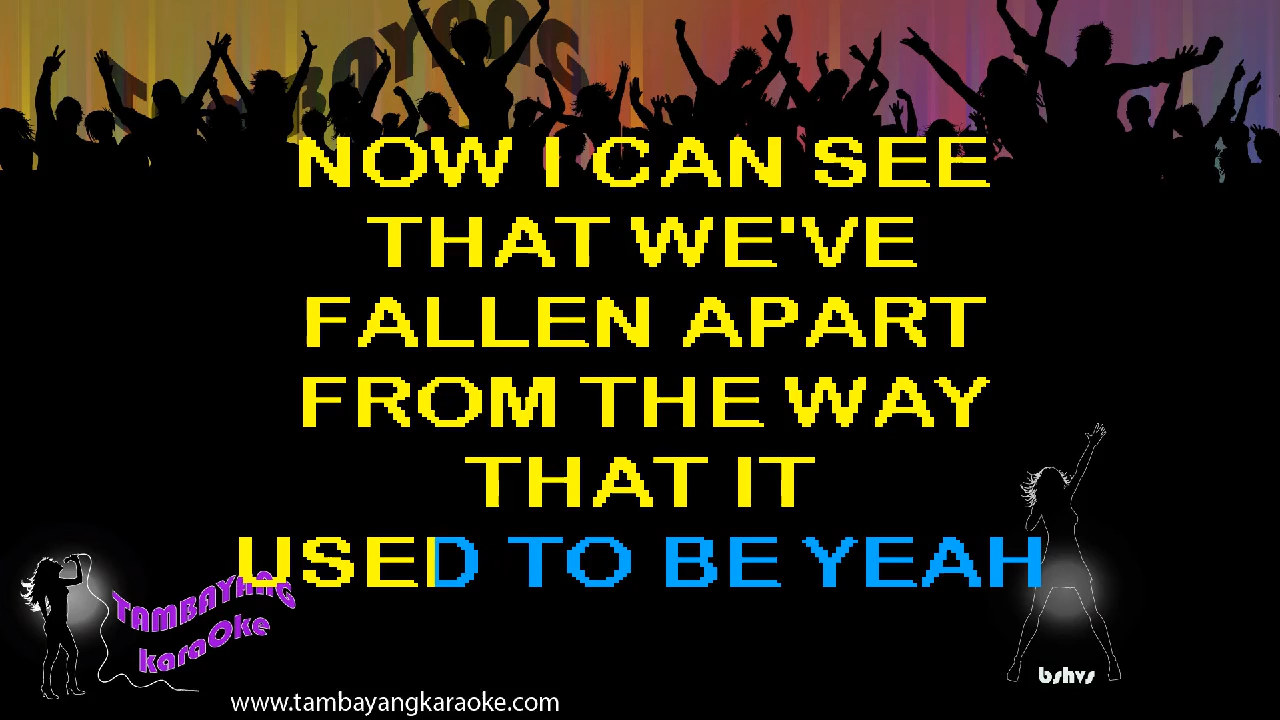 TAMBAYANG
NOW I CAN SEE
THAT WE'VE
FALLEN APART
FROM THE WAY
THAT IT
USED TO BE YEAH
TAMBAYANG
karaOke
bshvs
www.tambayangkaraoke.com